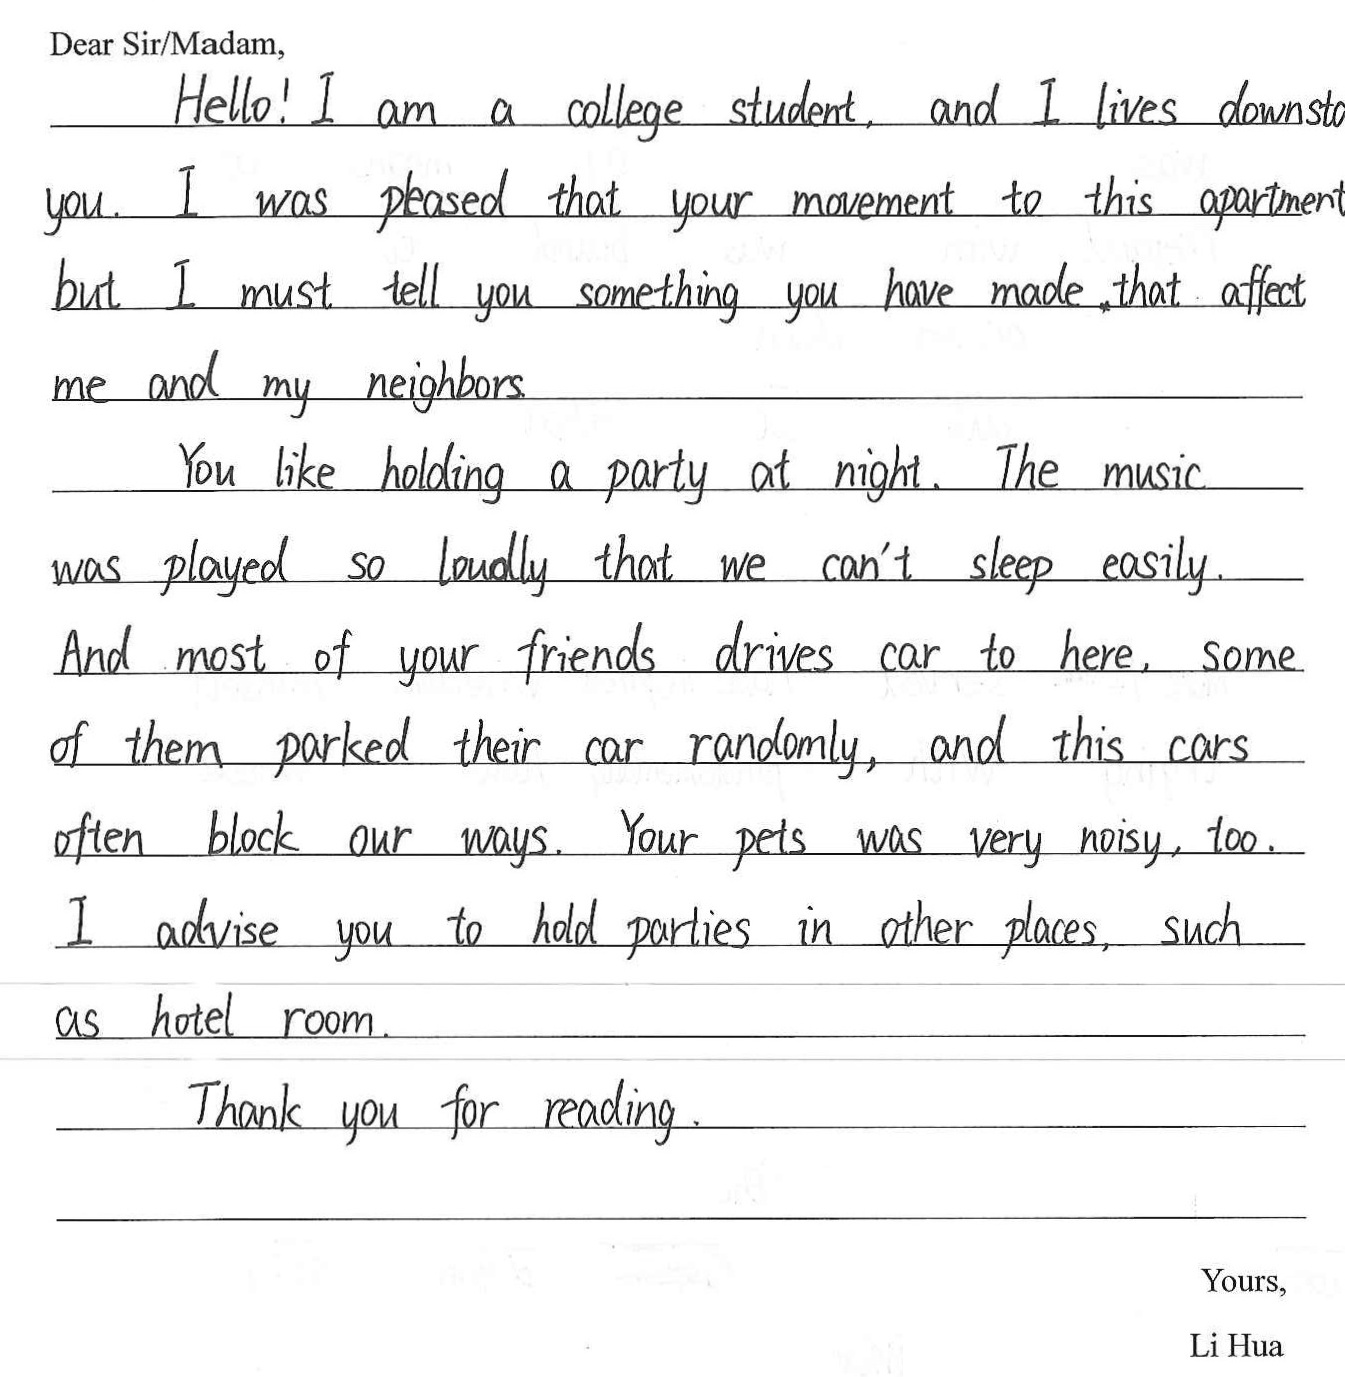 Dear Sir/Madam,
Hello! I am a college student, and I lives
you. I was pleased that your movement to this apartment
but I must tell you something you have made that affect
me and my neighbors.
You like holding a party at night. The music
was played so loudly that we can't sleep easily.
And most of your friends drives car to here, some
of them parked their car randomly, and this cars
often block our ways. Your pets was very noisy, too.
I advise you to hold parties in other places, such
as hotel room.
Thank you for reading.
Yours,
Li Hua